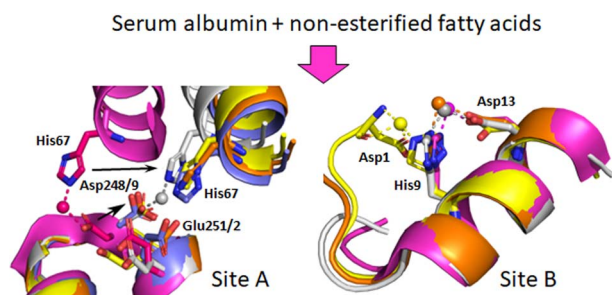 Serum albumin + non-esterified fatty acids
His67
Asp248/9
His67
Glu251/2
Site A
Asp13
Asp1
His9
Site B